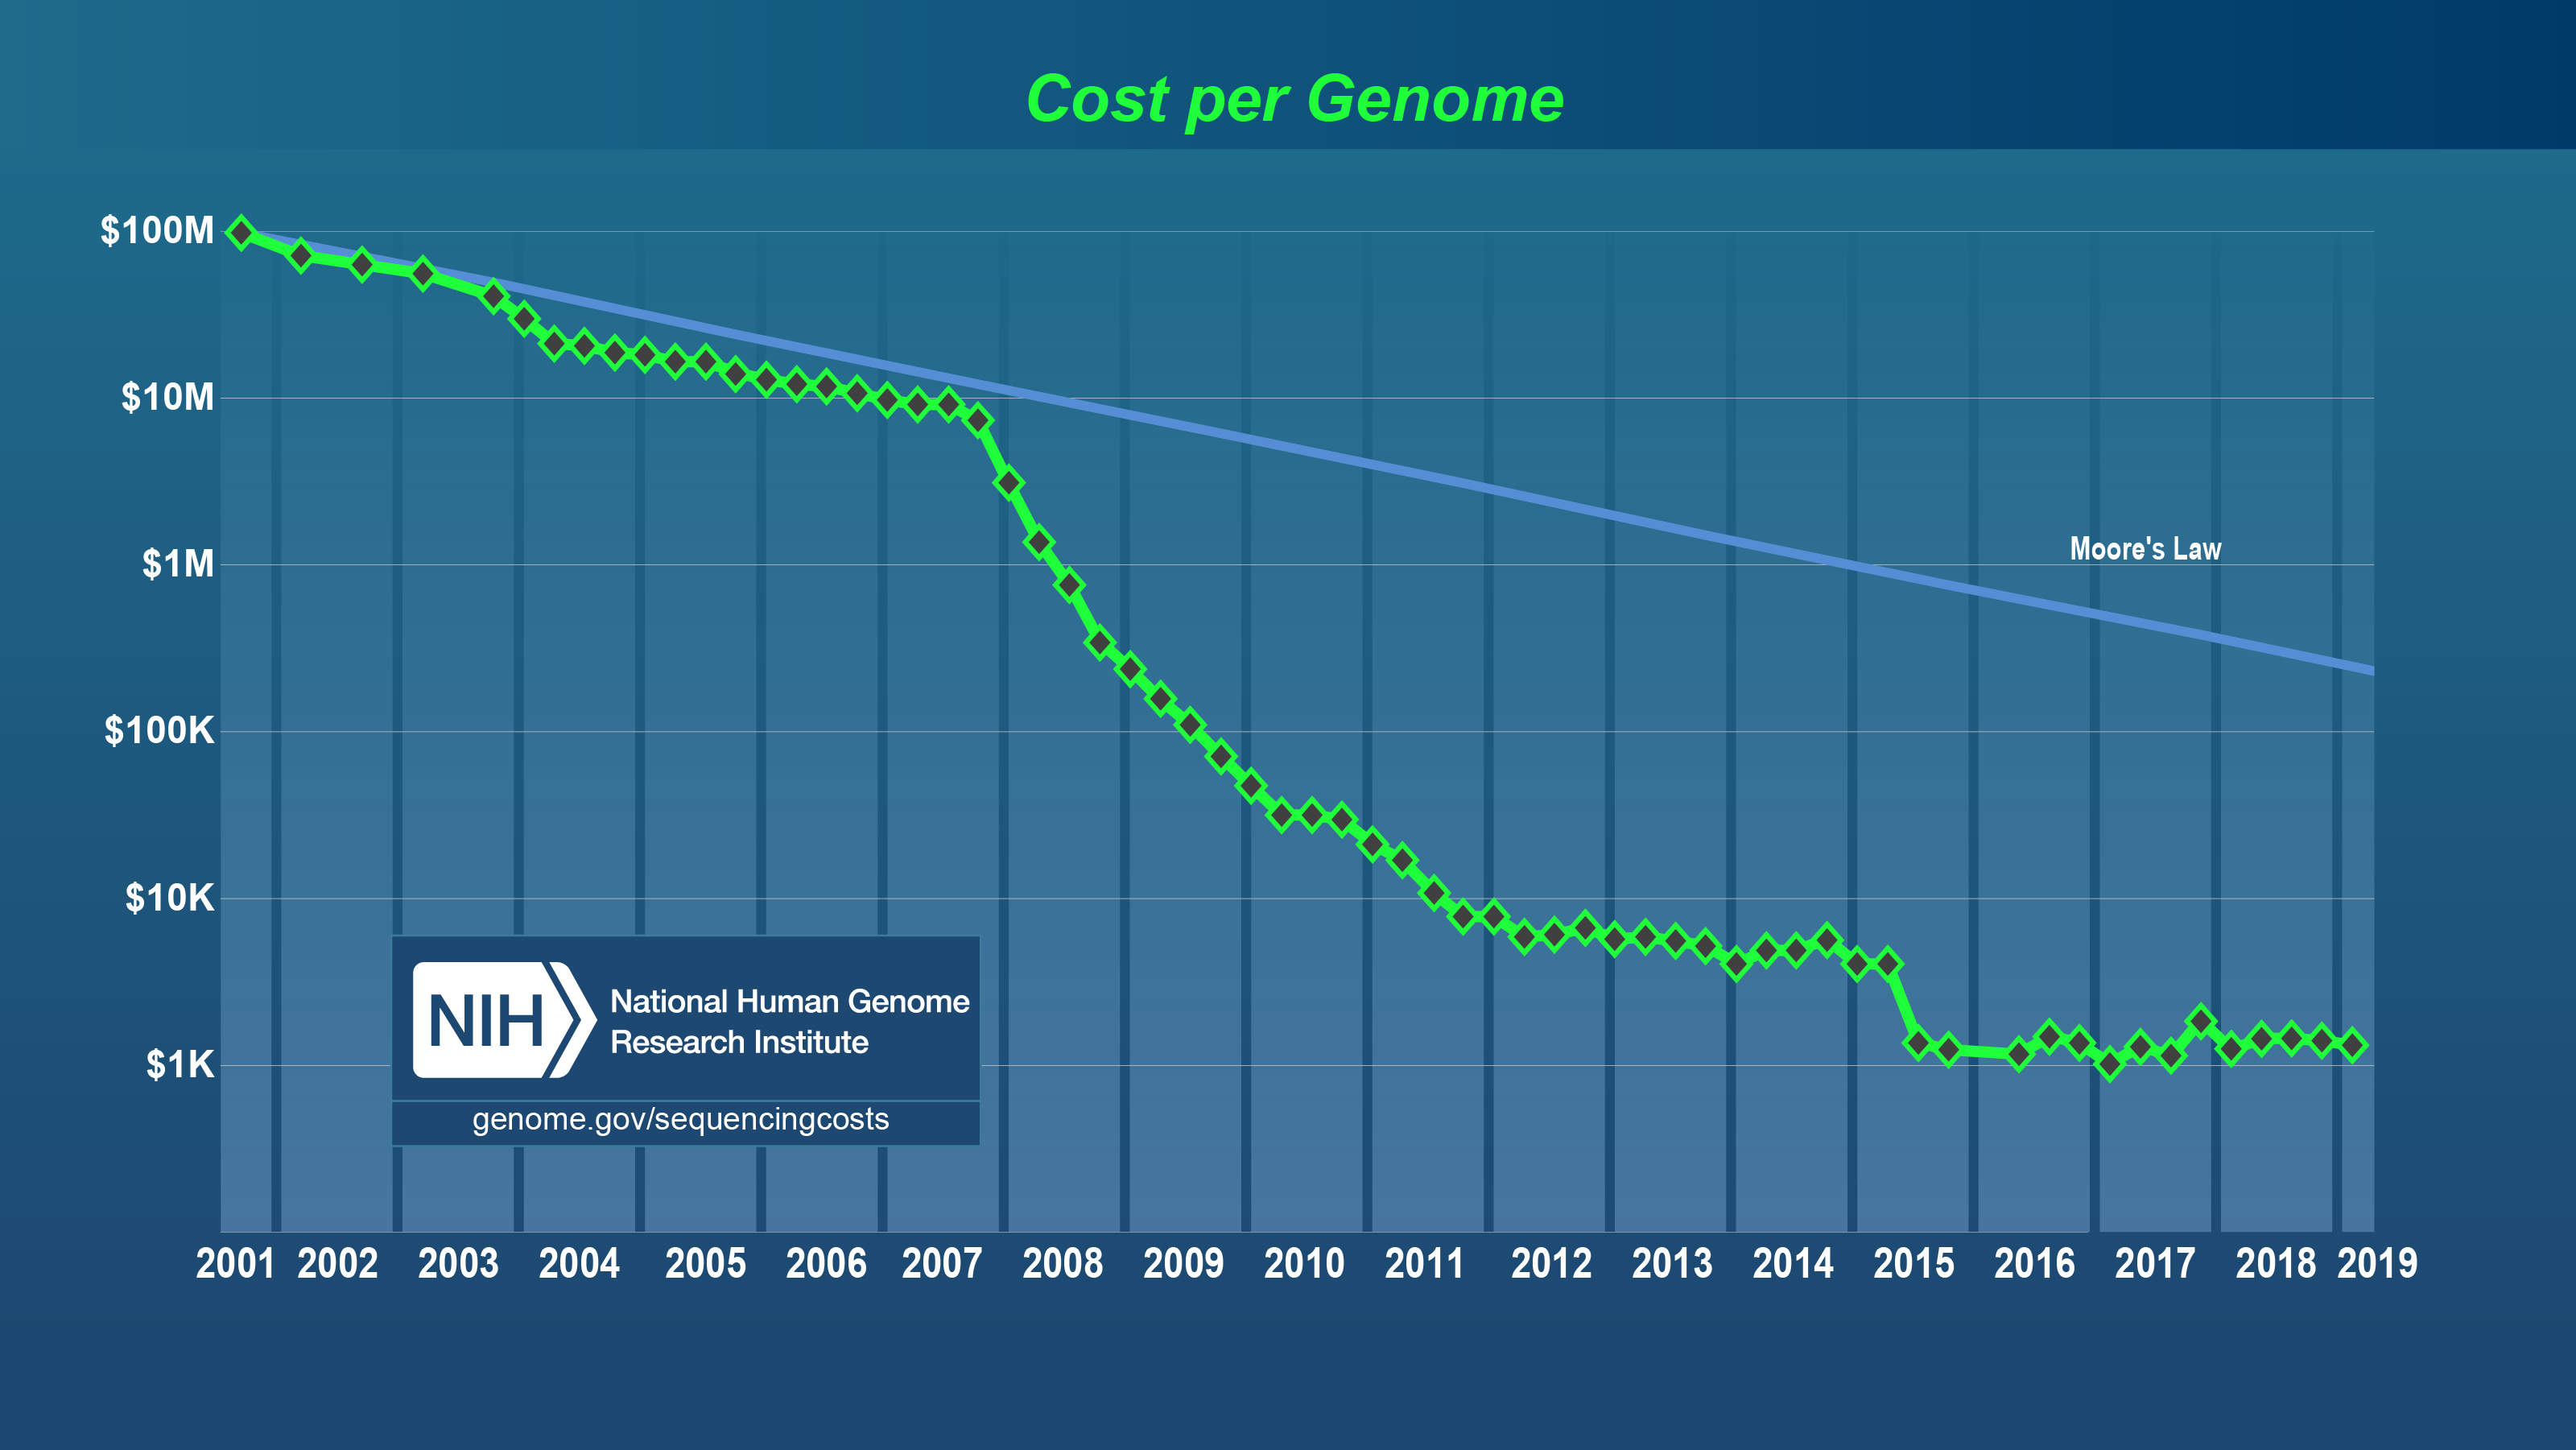 Cost per Genome
$100M
$10M
$1M
Moore's Law
$100K
$10K
$1K
NIH
National Human Genome
Research Institute
genome.gov/sequencingcosts
2001 2002 2003 2004 2005 2006 2007 2008 2009 2010 2011 2012 2013 2014 2015 2016 2017 2018 2019